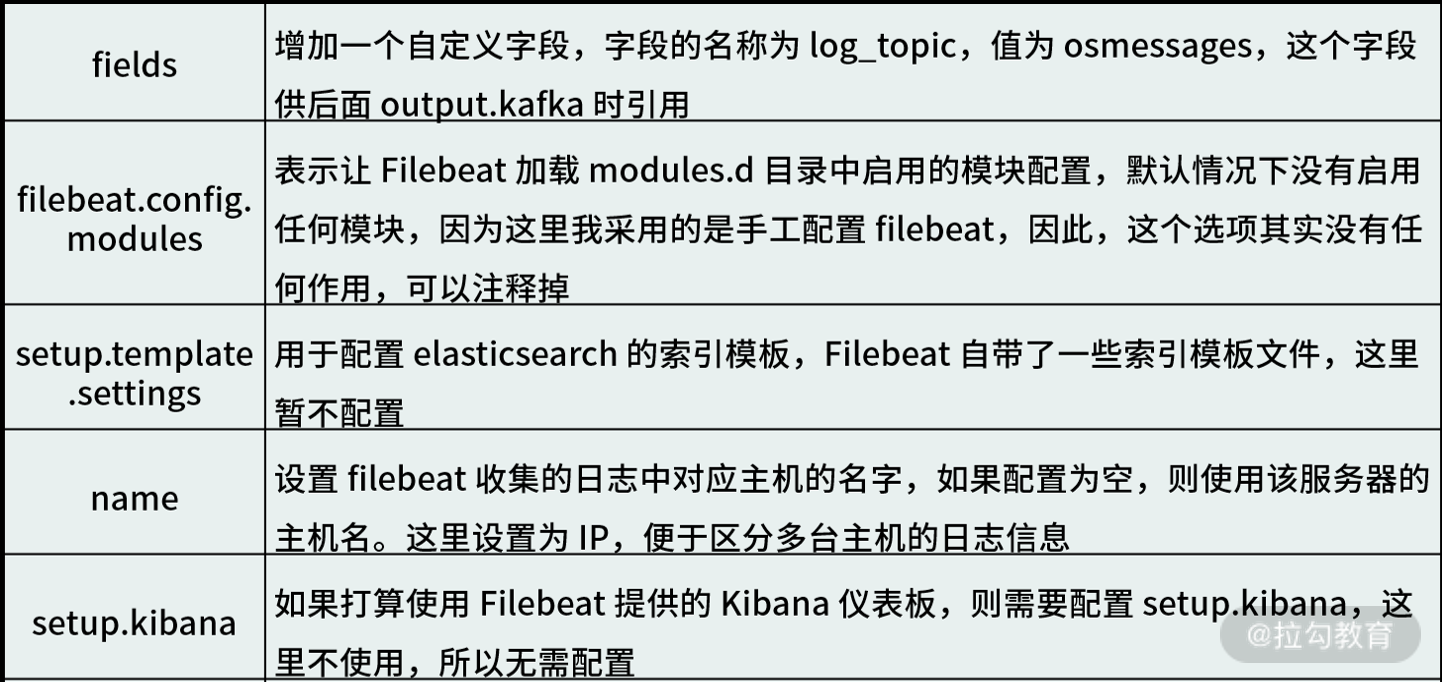 fields
增加一个自定义字段，字段的名称为 log_topic，值为 osmessages，这个字段
供后面 output.kafka 时引用
filebeat.config.
modules
表示让 Filebeat 加载 modules.d 目录中启用的模块配置，默认情况下没有启用
任何模块，因为这里我采用的是手工配置 filebeat，因此，这个选项其实没有任
何作用，可以注释掉
setup.template
.settings
用于配置 elasticsearch 的索引模板，Filebeat 自带了一些索引模板文件，这里
暂不配置
name
设置 filebeat 收集的日志中对应主机的名字，如果配置为空，则使用该服务器的
主机名。这里设置为 IP，便于区分多台主机的日志信息
setup.kibana
如果打算使用 Filebeat 提供的 Kibana 仪表板，则需要配置 setup.kibana，这
里不使用，所以无需配置
@拉勾教育